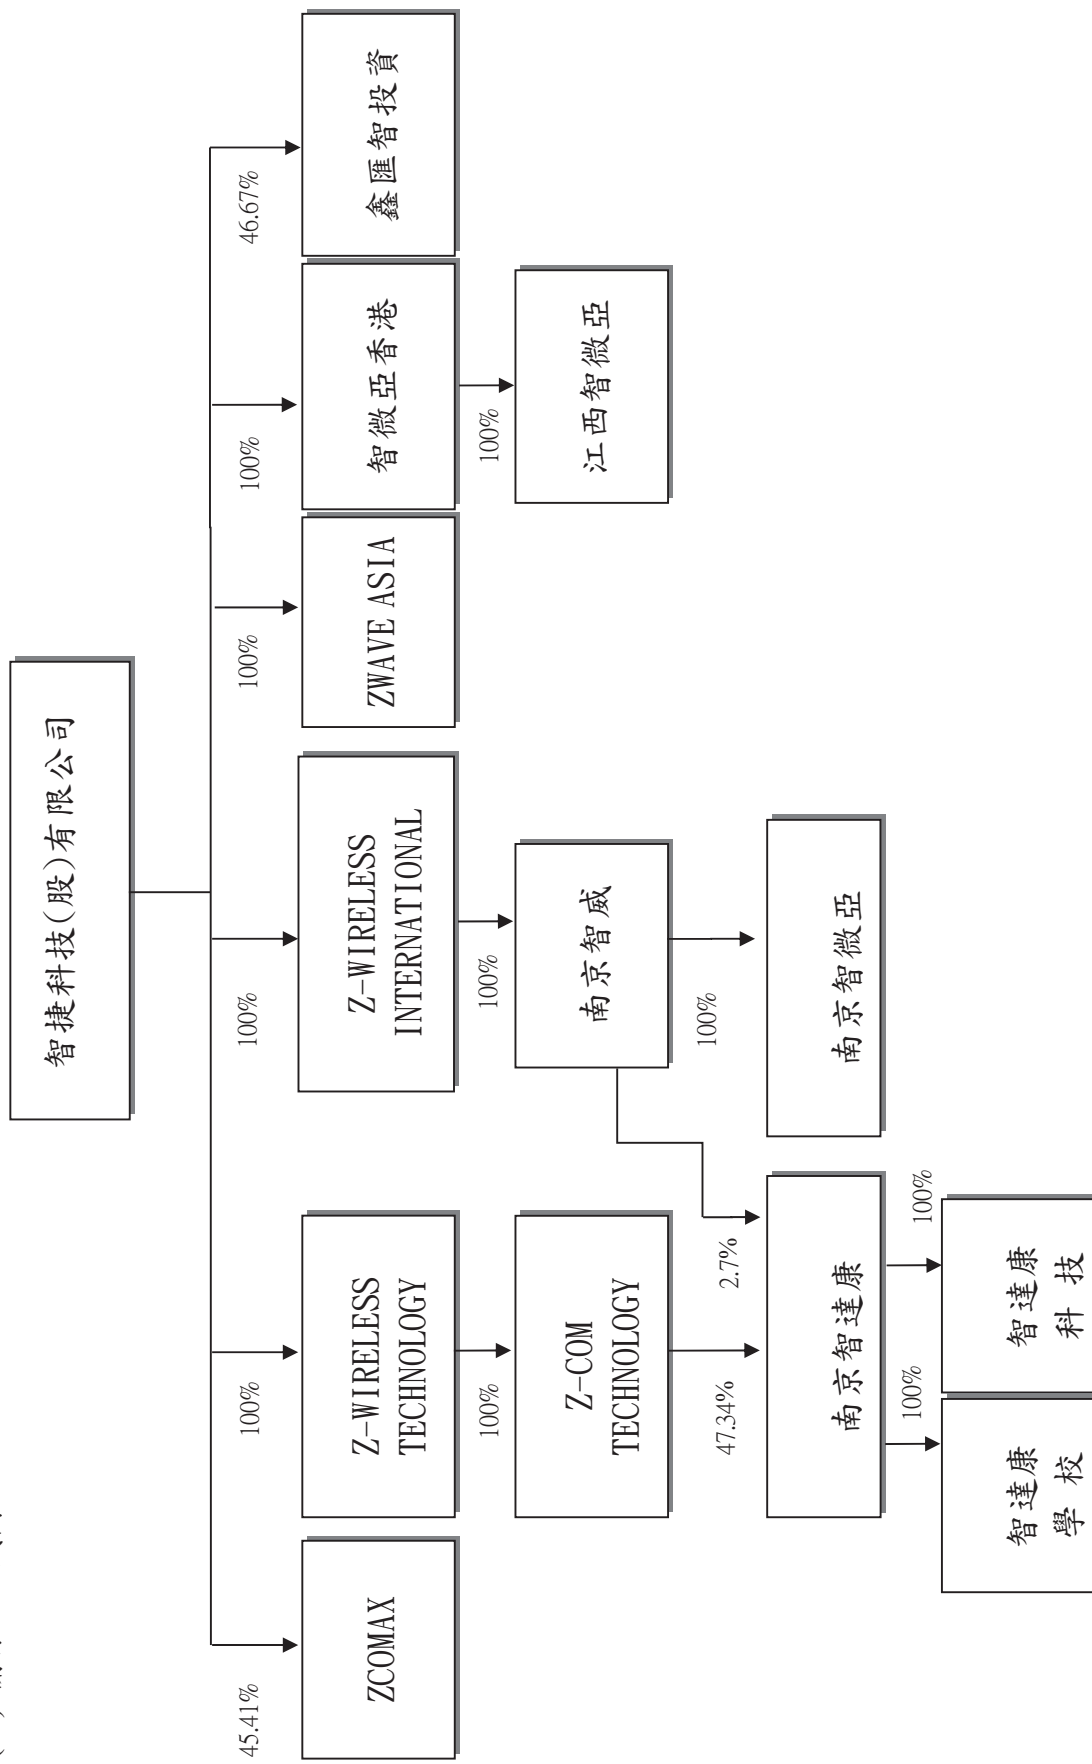 智捷科技(股)有限公司
45.41%
100%
100%
100%
100%
46.67%
ZCOMAX
Z-WIRELESS
TECHNOLOGY
Z-WIRELESS
INTERNATIONAL
ZWAVE ASIA
智微亞香港
鑫匯智投資
100%
100%
100%
Z-COM
TECHNOLOGY
南京智威
江西智微亞
47.34%
2.7%
100%
南京智達康
南京智微亞
100%
100%
智達康
學 校
智達康
科 技